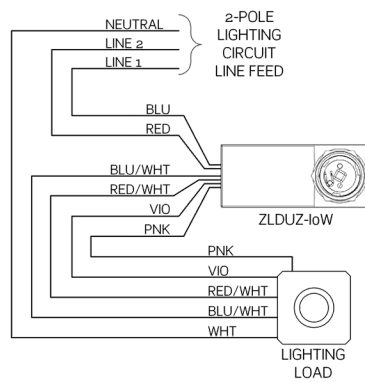 NEUTRAL
LINE 2
LINE 1
2-POLE
LIGHTING
CIRCUIT
LINE FEED
BLU
RED
BLU/WHT
RED/WHT
VIO
PNK
ZLDUZ-IoW
PNK
VIO
RED/WHT
BLU/WHT
WHT
LIGHTING
LOAD